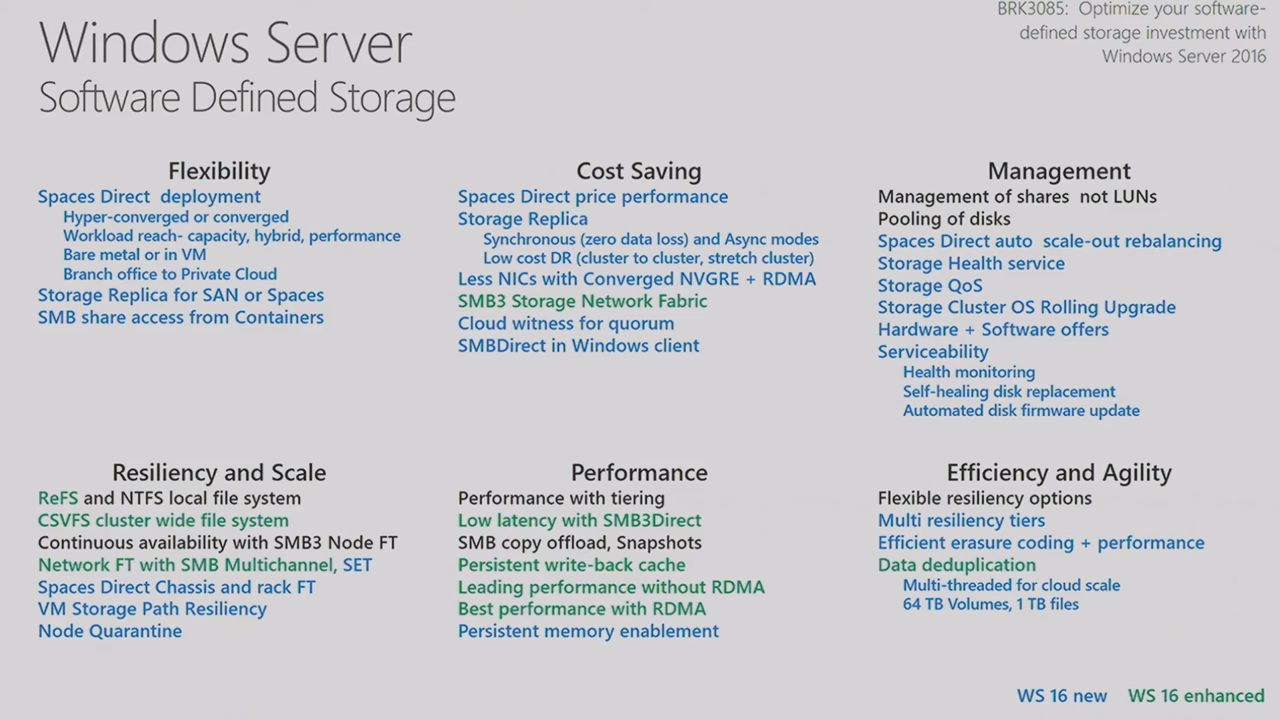 BRK3085: Optimize your software-
defined storage investment with
Windows Server 2016
Windows Server
Software Defined Storage
Flexibility
Spaces Direct deployment
Hyper-converged or converged
Workload reach- capacity, hybrid, performance
Bare metal or in VM
Branch office to Private Cloud
Storage Replica for SAN or Spaces
SMB share access from Containers
Cost Saving
Spaces Direct price performance
Storage Replica
Synchronous (zero data loss) and Async modes
Low cost DR (cluster to cluster, stretch cluster)
Less NICs with Converged NVGRE + RDMA
SMB3 Storage Network Fabric
Cloud witness for quorum
SMBDirect in Windows client
Management
Management of shares not LUNs
Pooling of disks
Spaces Direct auto scale-out rebalancing
Storage Health service
Storage QoS
Storage Cluster OS Rolling Upgrade
Hardware + Software offers
Serviceability
Health monitoring
Self-healing disk replacement
Automated disk firmware update
Resiliency and Scale
ReFS and NTFS local file system
CSVFS cluster wide file system
Continuous availability with SMB3 Node FT
Network FT with SMB Multichannel, SET
Spaces Direct Chassis and rack FT
VM Storage Path Resiliency
Node Quarantine
Performance
Performance with tiering
Low latency with SMB3Direct
SMB copy offload, Snapshots
Persistent write-back cache
Leading performance without RDMA
Best performance with RDMA
Persistent memory enablement
Efficiency and Agility
Flexible resiliency options
Multi resiliency tiers
Efficient erasure coding + performance
Data deduplication
Multi-threaded for cloud scale
64 TB Volumes, 1 TB files
WS 16 new WS 16 enhanced